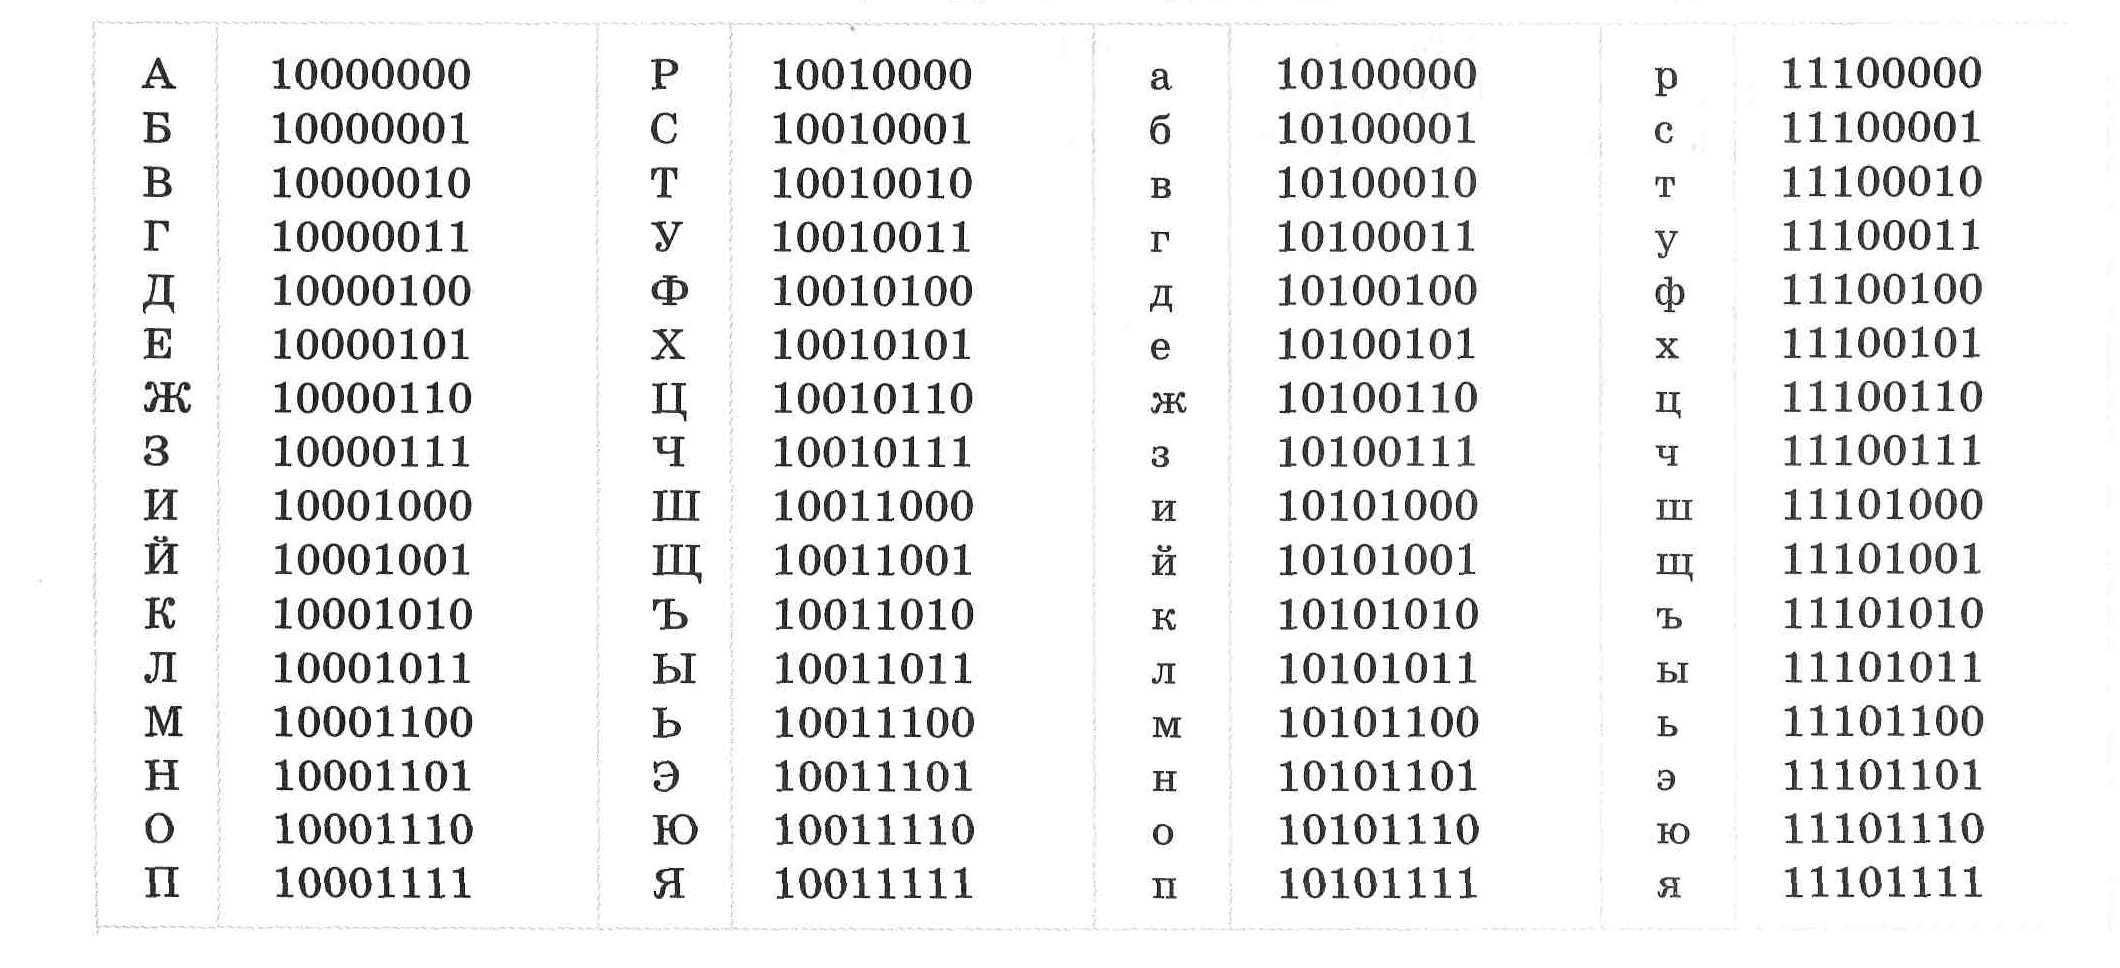 А 10000000 Р 10010000 а 10100000 р 11100000
Б 10000001 С 10010001 б 10100001 с 11100001
В 10000010 Т 10010010 в 10100010 т 11100010
Г 10000011 У 10010011 г 10100011 у 11100011
Д 10000100 Ф 10010100 д 10100100 ф 11100100
Е 10000101 Х 10010101 е 10100101 х 11100101
Ж 10000110 Ц 10010110 ж 10100110 ц 11100110
З 10000111 Ч 10010111 з 10100111 ч 11100111
И 10001000 Ш 10011000 и 10101000 ш 11101000
Й 10001001 Щ 10011001 й 10101001 щ 11101001
К 10001010 Ъ 10011010 к 10101010 ъ 11101010
Л 10001011 Ы 10011011 л 10101011 ы 11101011
М 10001100 Ь 10011100 м 10101100 ь 11101100
Н 10001101 Э 10011101 н 10101101 э 11101101
О 10001110 Ю 10011110 о 10101110 ю 11101110
П 10001111 Я 10011111 п 10101111 я 11101111